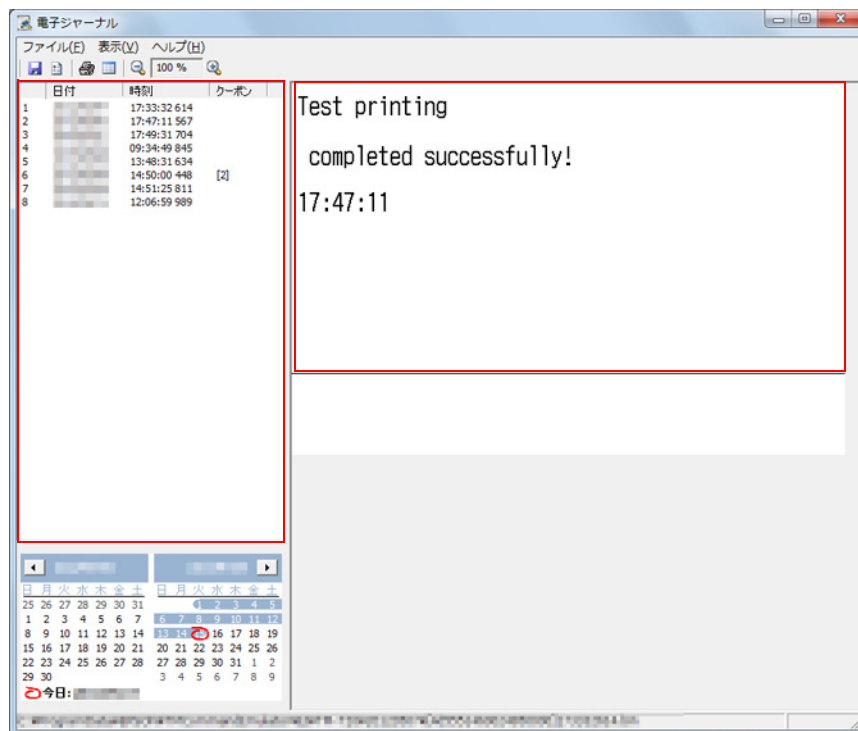 電子ジャーナル
ファイル(F) 表示(V) ヘルプ(H)
100 %
日付 時刻 クーポン
1 17:33:32 614
2 17:47:11 567
3 17:49:31 704
4 09:34:49 845
5 13:48:31 634
6 14:50:00 448 [2]
7 14:51:25 811
8 12:06:59 989
Test printing
completed successfully!
17:47:11
日 月 火 水 木 金 土 日 月 火 水 木 金 土
25 26 27 28 29 30 31 1 2 3 4 5
1 2 3 4 5 6 7 6 7 8 9 10 11 12
8 9 10 11 12 13 14 13 14 15 16 17 18 19
15 16 17 18 19 20 21 20 21 22 23 24 25 26
22 23 24 25 26 27 28 27 28 29 30 31 1 2
29 30 3 4 5 6 7 8 9
今日: